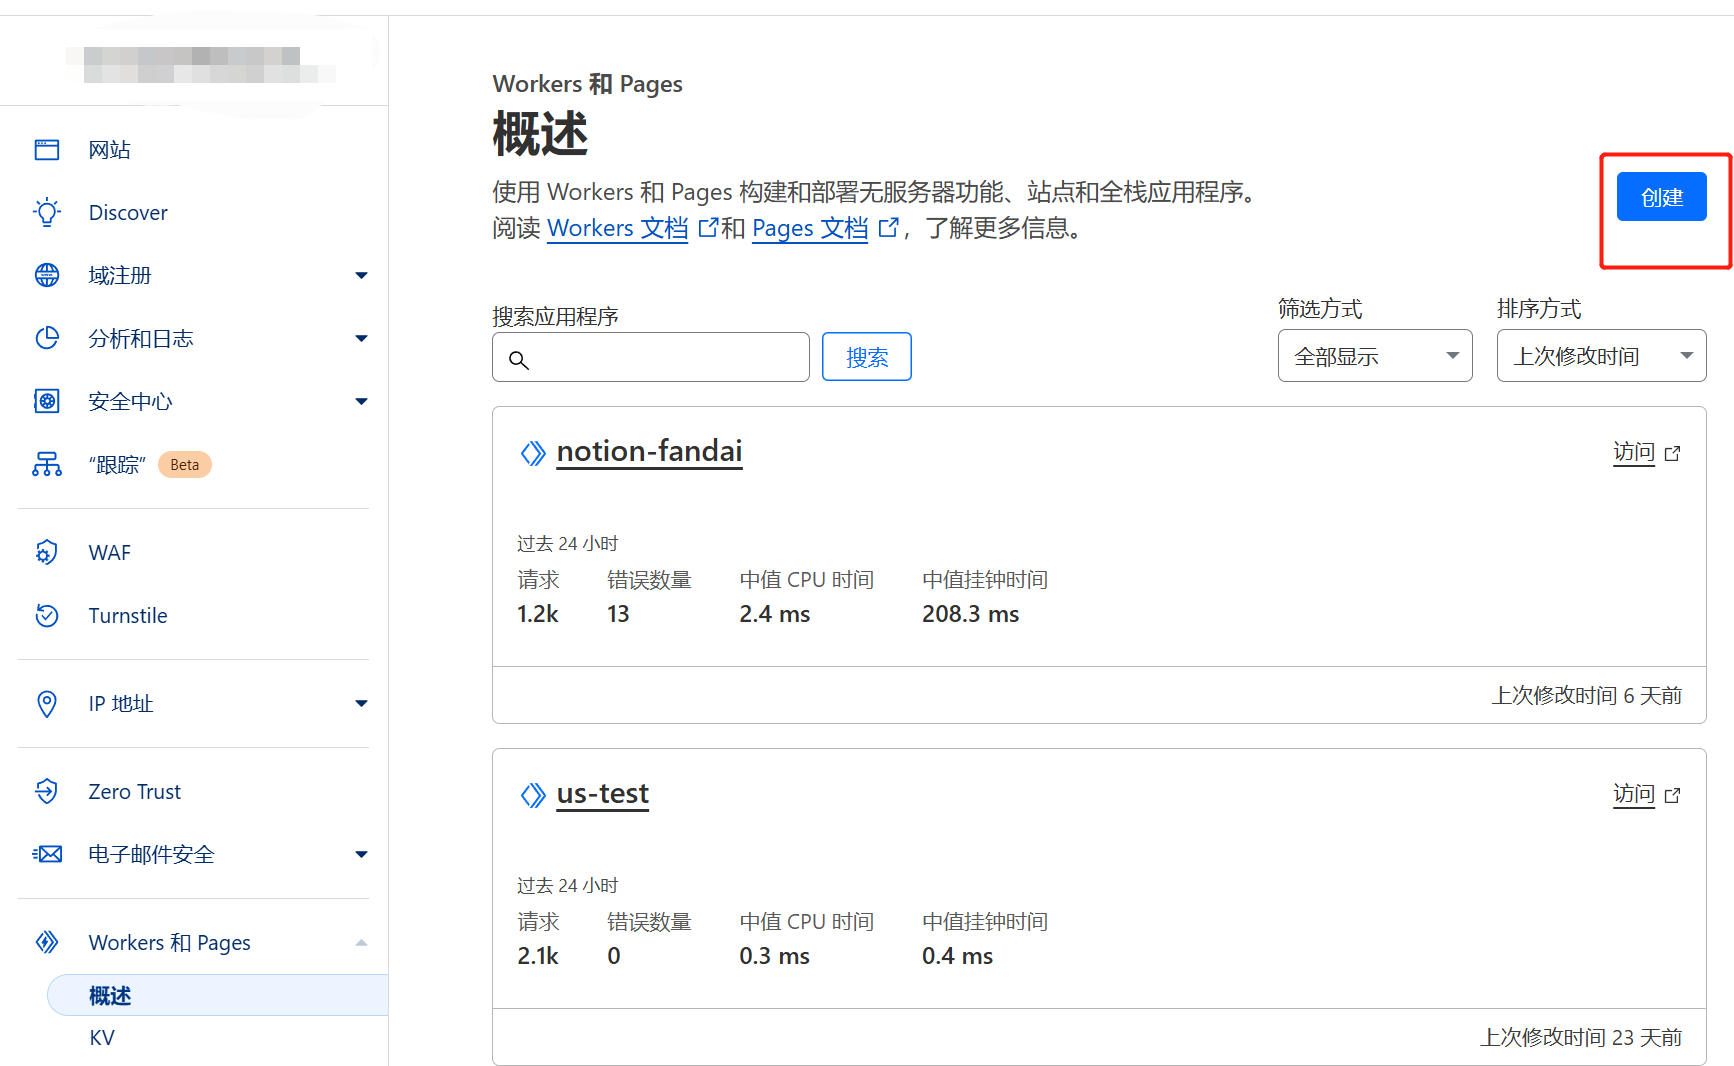 网站
Discover
域注册
分析和日志
安全中心
“跟踪” Beta
WAF
Turnstile
IP 地址
Zero Trust
电子邮件安全
Workers 和 Pages
概述
KV
Workers 和 Pages
概述
使用 Workers 和 Pages 构建和部署无服务器功能、站点和全栈应用程序。
阅读 Workers 文档 和 Pages 文档 ，了解更多信息。
创建
搜索应用程序
搜索
筛选方式
全部显示
排序方式
上次修改时间
notion-fandai
访问
过去 24 小时
请求 错误数量 中值 CPU 时间 中值挂钟时间
1.2k 13 2.4 ms 208.3 ms
上次修改时间 6 天前
us-test
访问
过去 24 小时
请求 错误数量 中值 CPU 时间 中值挂钟时间
2.1k 0 0.3 ms 0.4 ms
上次修改时间 23 天前